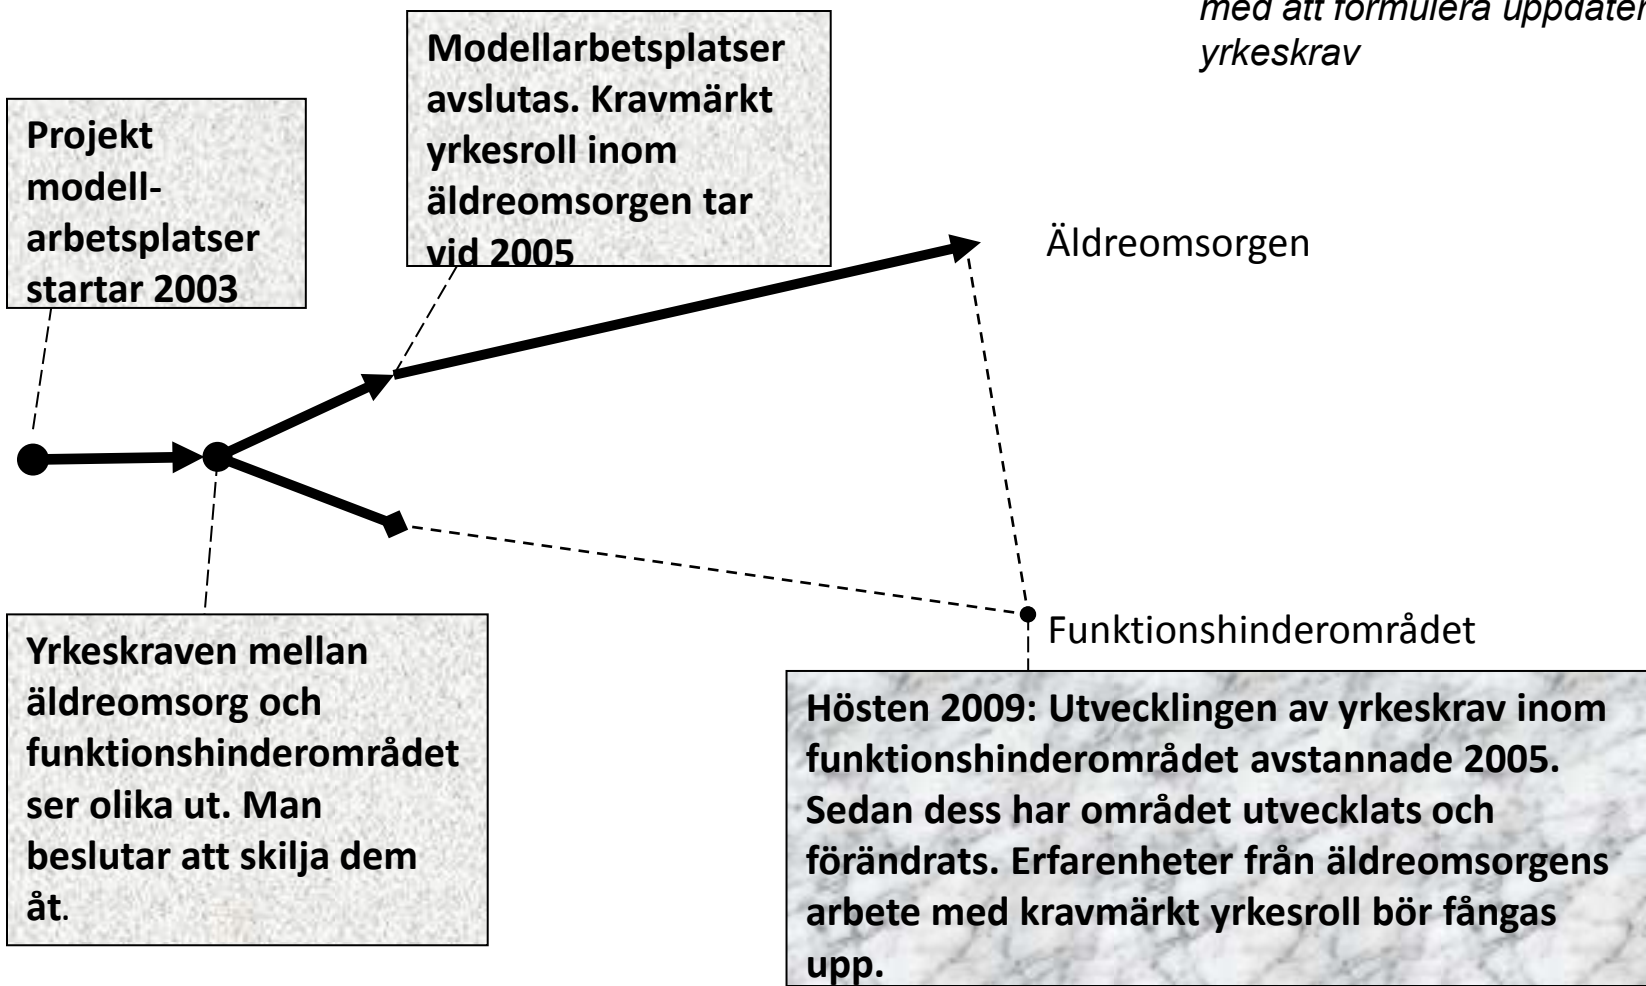 med att formulera
yrkeskrav
Modellarbetsplatser
avslutas. Kravmärkt
yrkesroll inom
äldreomsorgen tar
vid 2005
Projekt
modell-
arbetsplatser
startar 2003
Äldreomsorgen
Funktionshinderområdet
Yrkeskraven mellan
äldreomsorg och
funktionshinderområdet
ser olika ut. Man
beslutar att skilja dem
åt.
Hösten 2009: Utvecklingen av yrkeskrav inom
funktionshinderområdet avstannade 2005.
Sedan dess har området utvecklats och
förändrats. Erfarenheter från äldreomsorgens
arbete med kravmärkt yrkesroll bör fångas
upp.